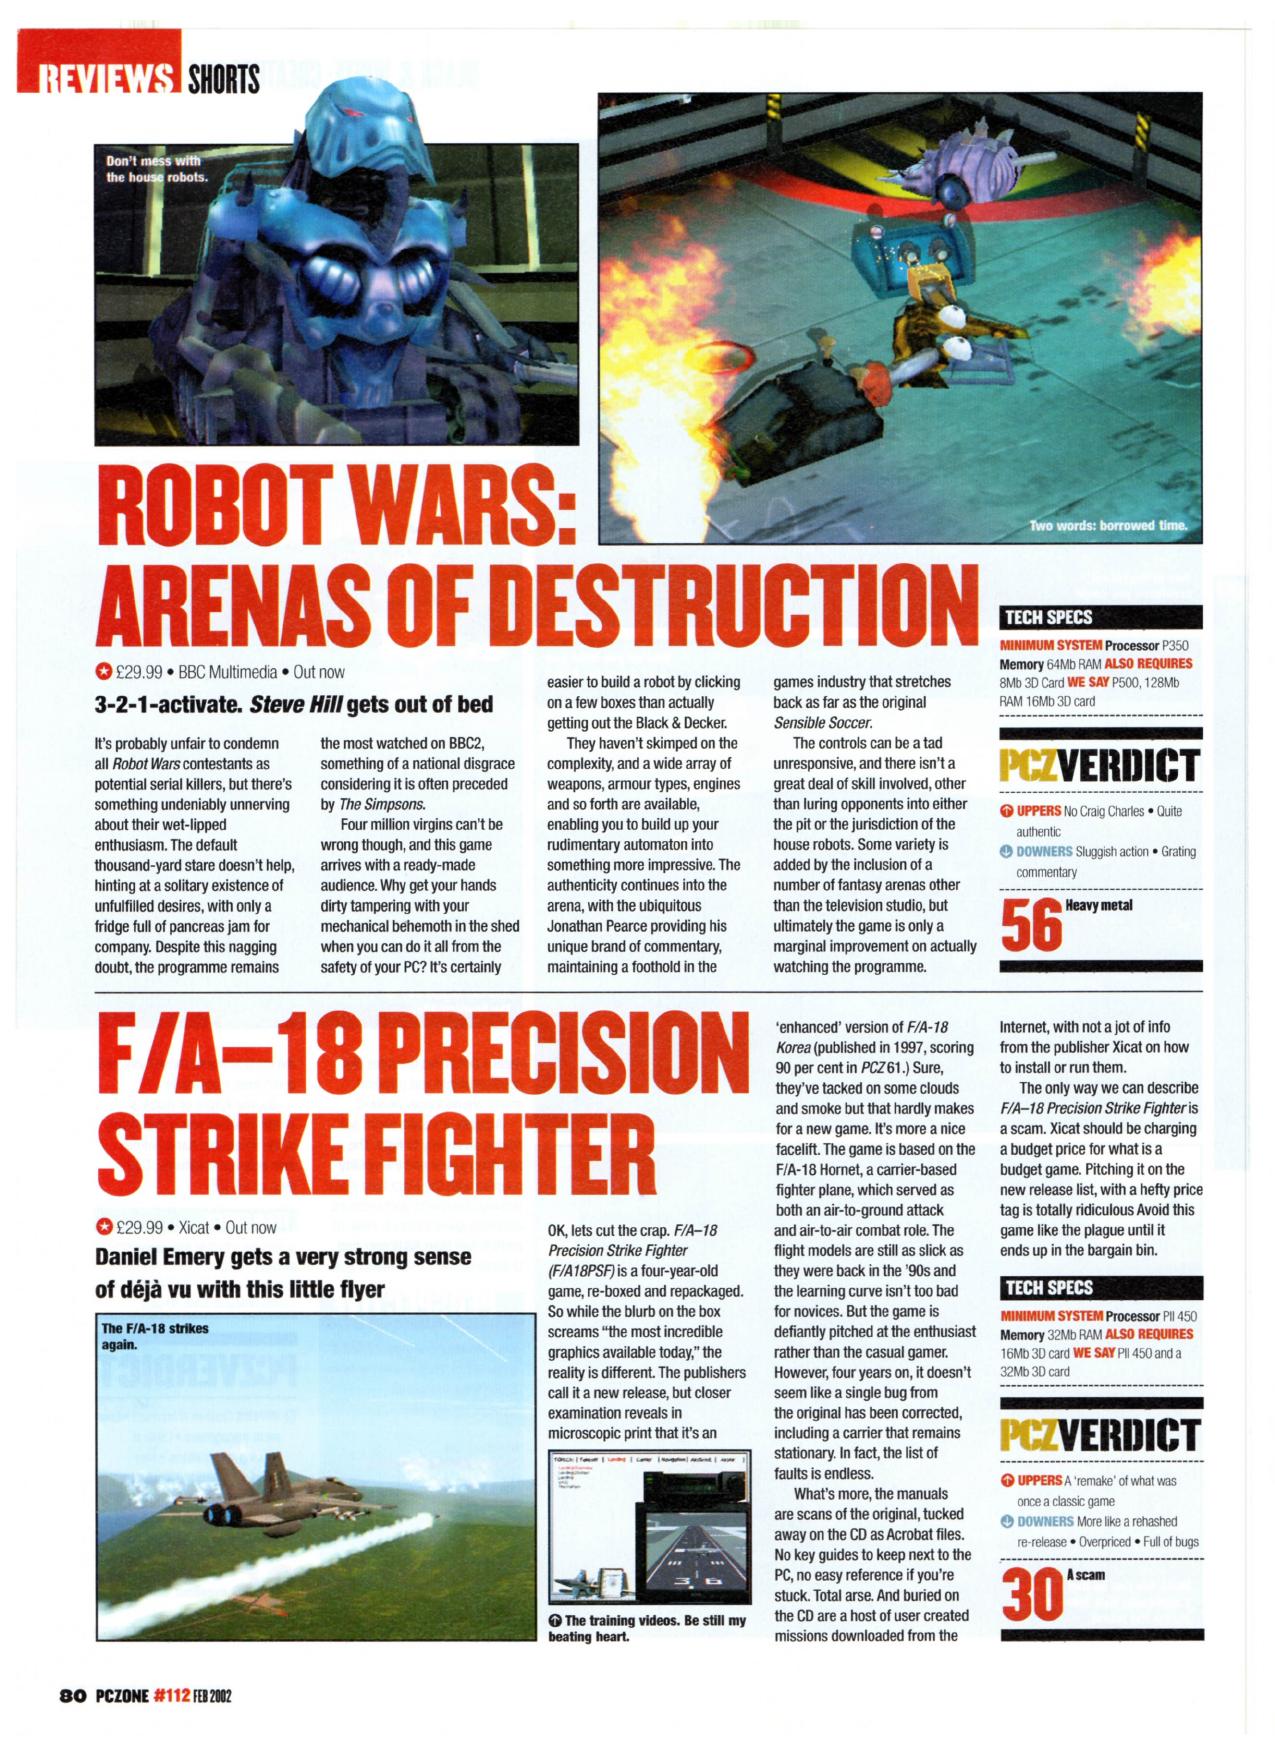 REVIEWS SHORTS
Don't mess with
the house robots.
Two words: borrowed time.
ROBOT WARS:
ARENAS OF DESTRUCTION
£29.99 • BBC Multimedia • Out now
3-2-1-activate. Steve Hill gets out of bed
It's probably unfair to condemn
all Robot Wars contestants as
potential serial killers, but there's
something undeniably unnerving
about their wet-lipped
enthusiasm. The default
thousand-yard stare doesn't help,
hinting at a solitary existence of
unfulfilled desires, with only a
fridge full of pancreas jam for
company. Despite this nagging
doubt, the programme remains
the most watched on BBC2,
something of a national disgrace
considering it is often preceded
by The Simpsons.
Four million virgins can't be
wrong though, and this game
arrives with a ready-made
audience. Why get your hands
dirty tampering with your
mechanical behemoth in the shed
when you can do it all from the
safety of your PC? It's certainly
easier to build a robot by clicking
on a few boxes than actually
getting out the Black & Decker.
They haven't skimped on the
complexity, and a wide array of
weapons, armour types, engines
and so forth are available,
enabling you to build up your
rudimentary automaton into
something more impressive. The
authenticity continues into the
arena, with the ubiquitous
Jonathan Pearce providing his
unique brand of commentary,
maintaining a foothold in the
games industry that stretches
back as far as the original
Sensible Soccer.
The controls can be a tad
unresponsive, and there isn't a
great deal of skill involved, other
than luring opponents into either
the pit or the jurisdiction of the
house robots. Some variety is
added by the inclusion of a
number of fantasy arenas other
than the television studio, but
ultimately the game is only a
marginal improvement on actually
watching the programme.
TECH SPECS
MINIMUM SYSTEM Processor P350
Memory 64Mb RAM ALSO REQUIRES
8Mb 3D Card WE SAY P500, 128Mb
RAM 16Mb 3D card
PCZVERDICT
UPPERS No Craig Charles • Quite
authentic
DOWNERS Sluggish action • Grating
commentary
56 Heavy metal
F/A–18 PRECISION
STRIKE FIGHTER
£29.99 • Xicat • Out now
Daniel Emery gets a very strong sense
of déjà vu with this little flyer
The F/A-18 strikes
again.
OK, lets cut the crap. F/A–18
Precision Strike Fighter
(F/A18PSF) is a four-year-old
game, re-boxed and repackaged.
So while the blurb on the box
screams “the most incredible
graphics available today,” the
reality is different. The publishers
call it a new release, but closer
examination reveals in
microscopic print that it's an
TOPICS: | Takeoff | Landing | Carrier | Navigation |
3 6
The training videos. Be still my
beating heart.
‘enhanced’ version of F/A-18
Korea (published in 1997, scoring
90 per cent in PCZ 61.) Sure,
they've tacked on some clouds
and smoke but that hardly makes
for a new game. It's more a nice
facelift. The game is based on the
F/A-18 Hornet, a carrier-based
fighter plane, which served as
both an air-to-ground attack
and air-to-air combat role. The
flight models are still as slick as
they were back in the '90s and
the learning curve isn't too bad
for novices. But the game is
defiantly pitched at the enthusiast
rather than the casual gamer.
However, four years on, it doesn't
seem like a single bug from
the original has been corrected,
including a carrier that remains
stationary. In fact, the list of
faults is endless.
What's more, the manuals
are scans of the original, tucked
away on the CD as Acrobat files.
No key guides to keep next to the
PC, no easy reference if you're
stuck. Total arse. And buried on
the CD are a host of user created
missions downloaded from the
Internet, with not a jot of info
from the publisher Xicat on how
to install or run them.
The only way we can describe
F/A–18 Precision Strike Fighter is
a scam. Xicat should be charging
a budget price for what is a
budget game. Pitching it on the
new release list, with a hefty price
tag is totally ridiculous Avoid this
game like the plague until it
ends up in the bargain bin.
TECH SPECS
MINIMUM SYSTEM Processor PII 450
Memory 32Mb RAM ALSO REQUIRES
16Mb 3D card WE SAY PII 450 and a
32Mb 3D card
PCZVERDICT
UPPERS A ‘remake’ of what was
once a classic game
DOWNERS More like a rehashed
re-release • Overpriced • Full of bugs
30 A scam
80 PCZONE #112 FEB 2002